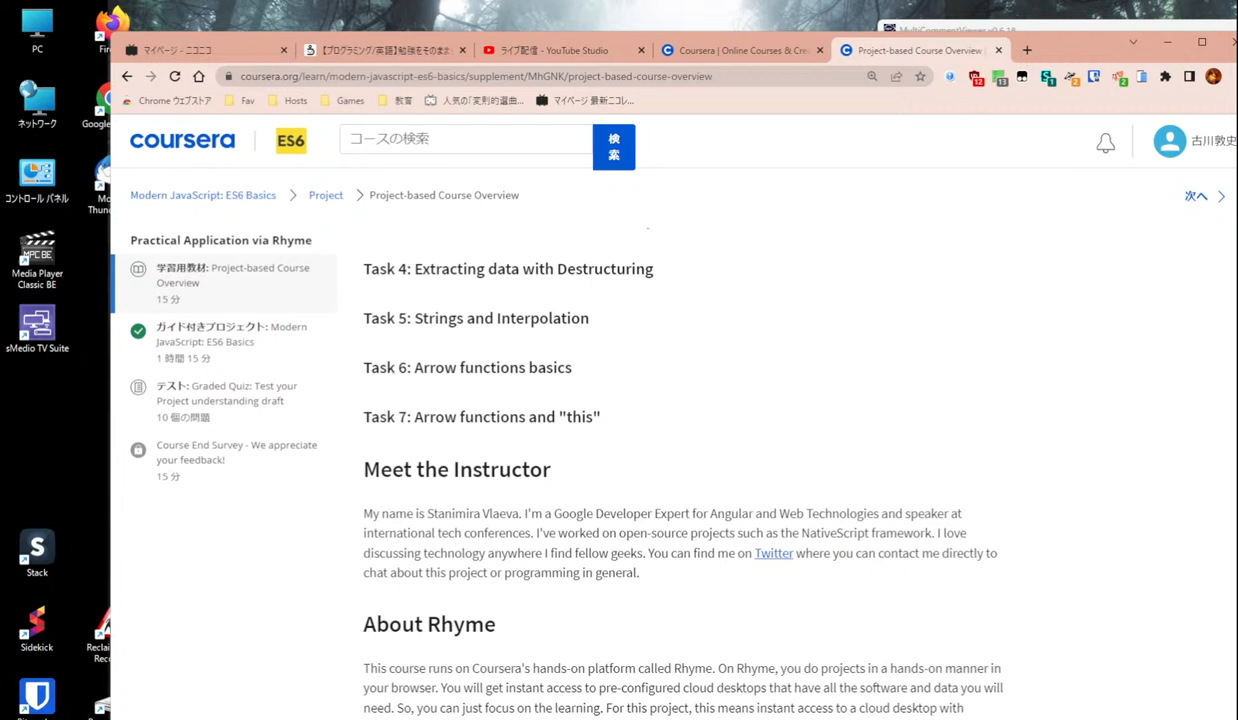 PC
ネットワーク
コントロール パネル
Media Player
Classic BE
sMedio TV Suite
Stack
Sidekick
MultiCommentViewer v0.6.18
マイページ - ニコニコ
【プログラミング/英語】勉強をそのまま
ライブ配信 - YouTube Studio
Coursera | Online Courses & Cre
Project-based Course Overview |
coursera.org/learn/modern-javascript-es6-basics/supplement/MhGNK/project-based-course-overview
12
13
1
2
2
Chrome ウェブストア
Fav
Hosts
Games
教育
人気の「変則的選曲...
マイページ 最新ニコレ...
coursera
ES6
コースの検索
検
索
古川敦史
Modern JavaScript: ES6 Basics
Project
Project-based Course Overview
次へ
Practical Application via Rhyme
学習用教材: Project-based Course
Overview
15 分
ガイド付きプロジェクト: Modern
JavaScript: ES6 Basics
1 時間 15 分
テスト: Graded Quiz: Test your
Project understanding draft
10 個の問題
Course End Survey - We appreciate
your feedback!
15 分
Task 4: Extracting data with Destructuring
Task 5: Strings and Interpolation
Task 6: Arrow functions basics
Task 7: Arrow functions and "this"
Meet the Instructor
My name is Stanimira Vlaeva. I'm a Google Developer Expert for Angular and Web Technologies and speaker at
international tech conferences. I've worked on open-source projects such as the NativeScript framework. I love
discussing technology anywhere I find fellow geeks. You can find me on Twitter where you can contact me directly to
chat about this project or programming in general.
About Rhyme
This course runs on Coursera's hands-on platform called Rhyme. On Rhyme, you do projects in a hands-on manner in
your browser. You will get instant access to pre-configured cloud desktops that have all the software and data you will
need. So, you can just focus on the learning. For this project, this means instant access to a cloud desktop with